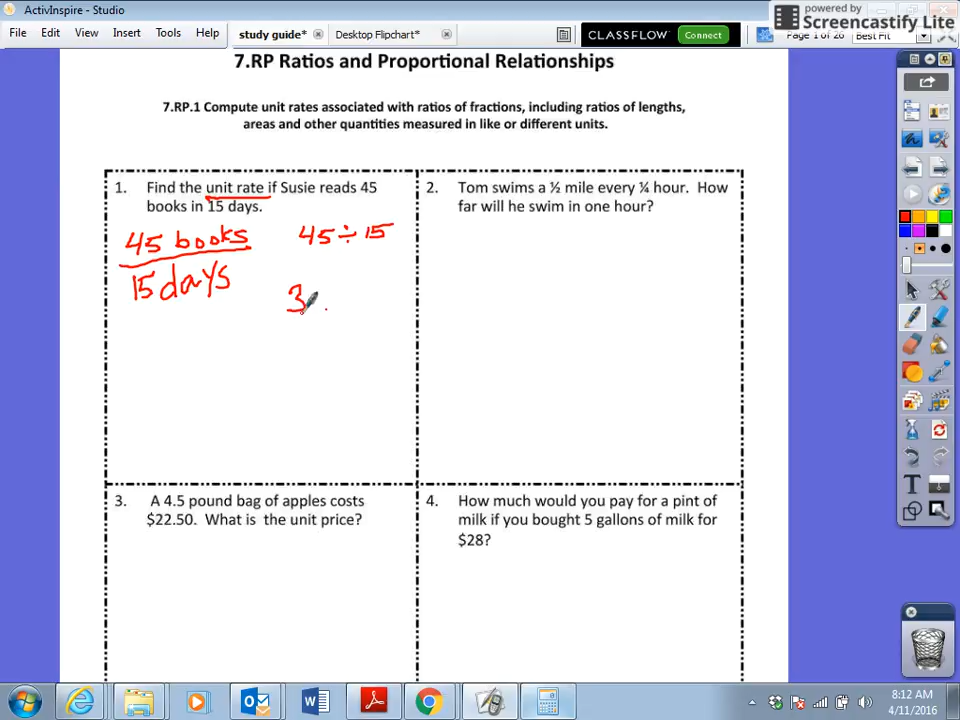 ActivInspire - Studio
powered by
Screencastify Lite
File Edit View Insert Tools Help
study guide*
Desktop Flipchart*
CLASSFLOW Connect
Page 1 of 26
Best Fit
7.RP Ratios and Proportional Relationships
7.RP.1 Compute unit rates associated with ratios of fractions, including ratios of lengths,
areas and other quantities measured in like or different units.
1. Find the unit rate if Susie reads 45
books in 15 days.
45 books
15 days
45 ÷ 15
3
2. Tom swims a ½ mile every ¼ hour. How
far will he swim in one hour?
3. A 4.5 pound bag of apples costs
$22.50. What is the unit price?
4. How much would you pay for a pint of
milk if you bought 5 gallons of milk for
$28?
8:12 AM
4/11/2016